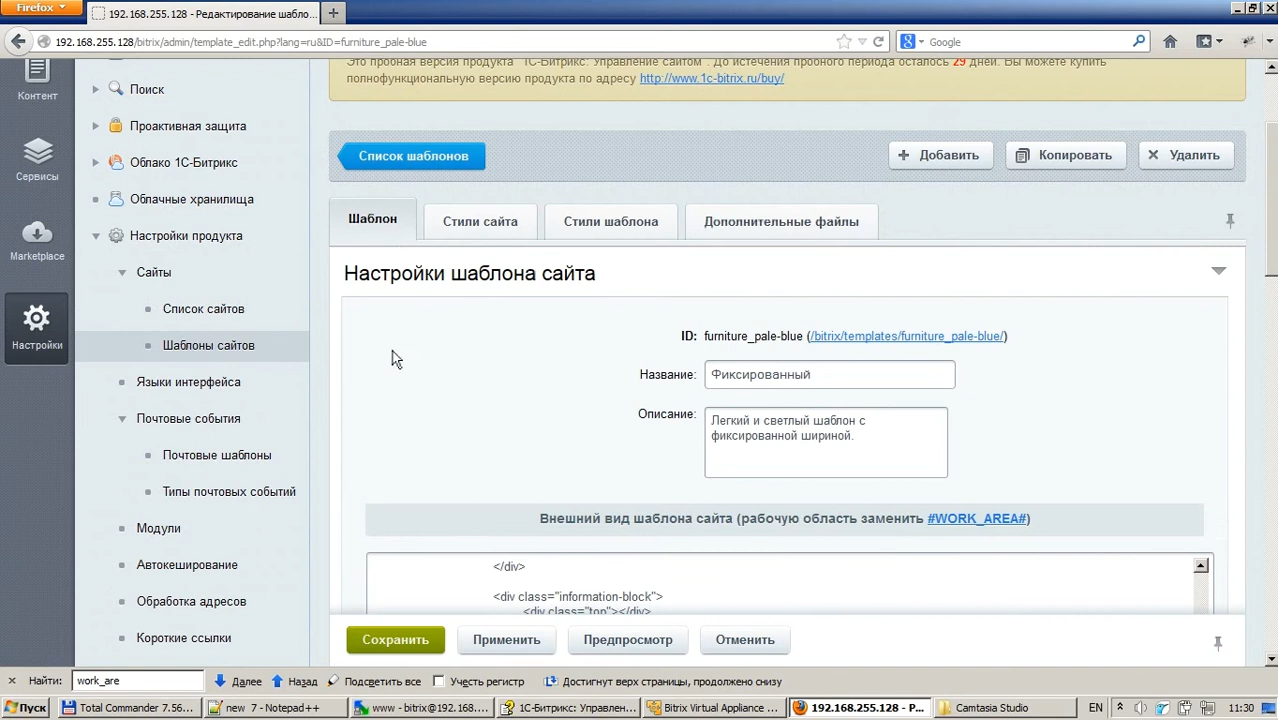 Firefox
192.168.255.128 - Редактирование шабло...
192.168.255.128/bitrix/admin/template_edit.php?lang=ru&ID=furniture_pale-blue
Google
Контент
Сервисы
Marketplace
Настройки
Поиск
Проактивная защита
Облако 1С-Битрикс
Облачные хранилища
Настройки продукта
Сайты
Список сайтов
Шаблоны сайтов
Языки интерфейса
Почтовые события
Почтовые шаблоны
Типы почтовых событий
Модули
Автокеширование
Обработка адресов
Короткие ссылки
Это пробная версия продукта "1С-Битрикс: Управление сайтом". До истечения пробного периода осталось 29 дней. Вы можете купить
полнофункциональную версию продукта по адресу http://www.1c-bitrix.ru/buy/
Список шаблонов
Добавить
Копировать
Удалить
Шаблон
Стили сайта
Стили шаблона
Дополнительные файлы
Настройки шаблона сайта
ID: furniture_pale-blue (/bitrix/templates/furniture_pale-blue/)
Название: Фиксированный
Описание: Легкий и светлый шаблон с
фиксированной шириной.
Внешний вид шаблона сайта (рабочую область заменить #WORK_AREA#)
</div>
<div class="information-block">
<div class="top"></div>
Сохранить
Применить
Предпросмотр
Отменить
Найти: work_are
Далее
Назад
Подсветить все
Учесть регистр
Достигнут верх страницы, продолжено снизу
Пуск
Total Commander 7.56...
new 7 - Notepad++
www - bitrix@192.168....
1С-Битрикс: Управлен...
Bitrix Virtual Appliance ...
192.168.255.128 - Р...
Camtasia Studio
EN
11:30